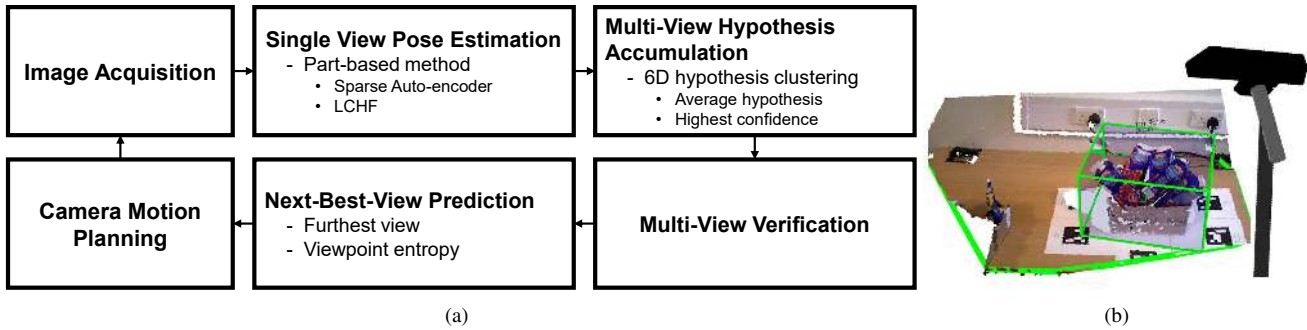 Image Acquisition
Single View Pose Estimation
- Part-based method
• Sparse Auto-encoder
• LCHF
Multi-View Hypothesis
Accumulation
- 6D hypothesis clustering
• Average hypothesis
• Highest confidence
Camera Motion
Planning
Next-Best-View Prediction
- Furthest view
- Viewpoint entropy
Multi-View Verification
(a)
(b)